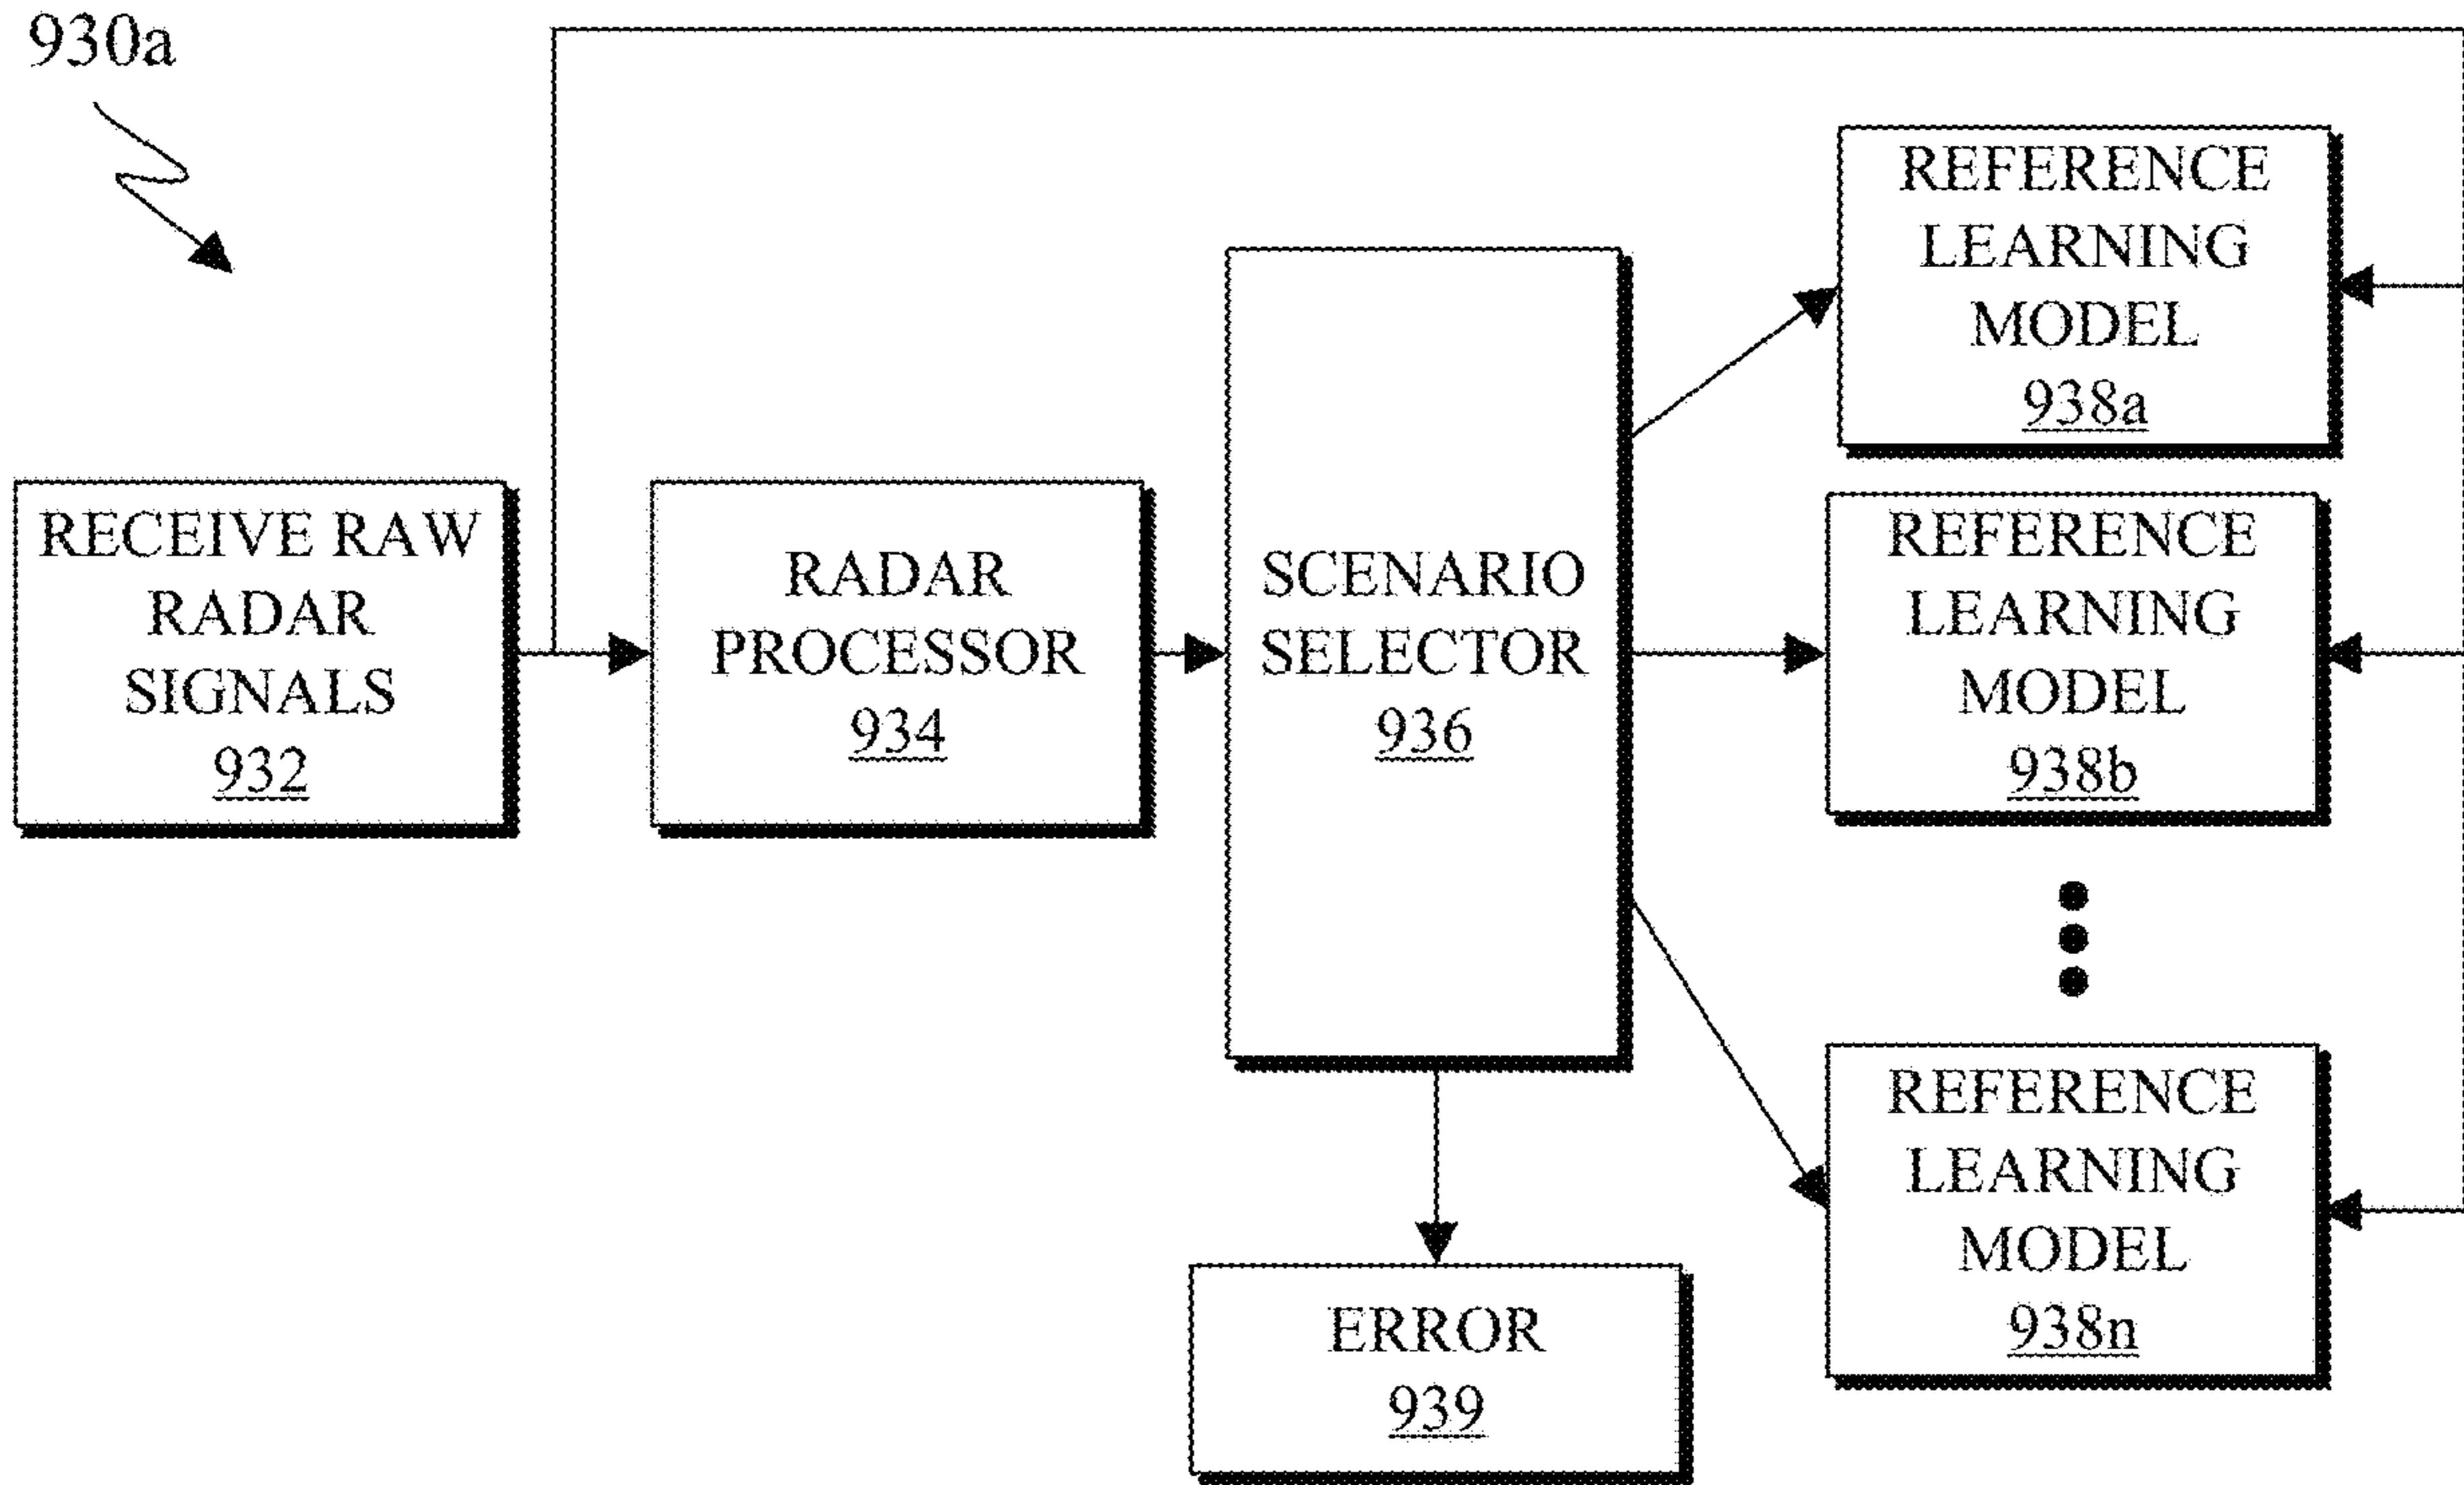 930a
RECEIVE RAW
RADAR
SIGNALS
932
RADAR
PROCESSOR
934
SCENARIO
SELECTOR
936
REFERENCE
LEARNING
MODEL
938a
REFERENCE
LEARNING
MODEL
938b
REFERENCE
LEARNING
MODEL
938n
ERROR
939